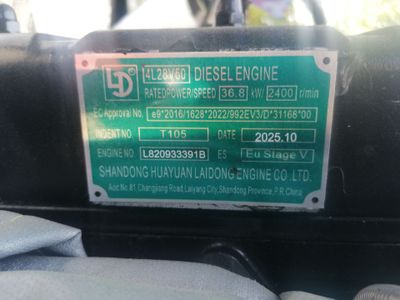 LD 4L28V60 DIESEL ENGINE
RATEDPOWER/SPEED 36.8 kW/ 2400 r/min
EC Approval No. e9*2016/1628*2022/992EV3/D*31168*00
INDENT NO. T105 DATE 2025.10
ENGINE NO. L820933391B ES Eu Stage V
SHANDONG HUAYUAN LAIDONG ENGINE CO.,LTD.
Add:No.81 Changjiang Road,Laiyang City,Shandong Province,P.R.China